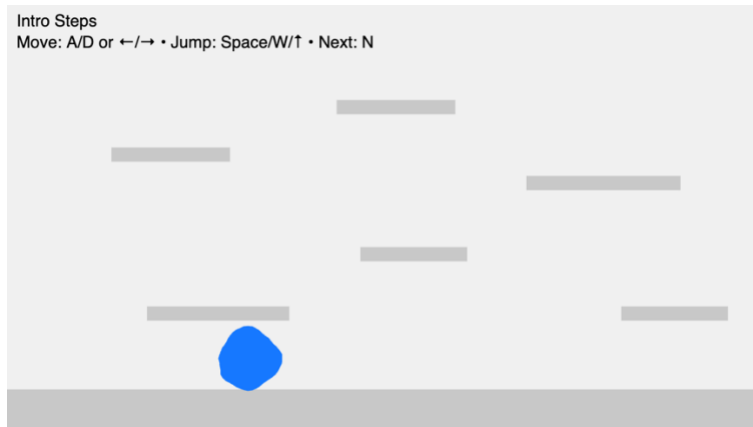 Intro Steps
Move: A/D or ←/→ • Jump: Space/W/↑ • Next: N